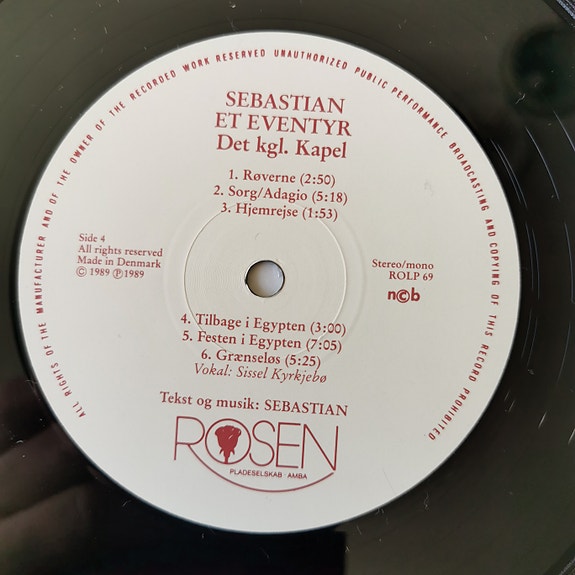 ALL RIGHTS OF THE MANUFACTURER AND OF THE OWNER OF THE RECORDED WORK RESERVED UNAUTHORIZED PUBLIC PERFORMANCE BROADCASTING AND COPYING OF THIS RECORD PROHIBITED
SEBASTIAN
ET EVENTYR
Det kgl. Kapel
1. Røverne (2:50)
2. Sorg/Adagio (5:18)
3. Hjemrejse (1:53)
Side 4
All rights reserved
Made in Denmark
© 1989 ℗ 1989
Stereo/mono
ROLP 69
n©b
4. Tilbage i Egypten (3:00)
5. Festen i Egypten (7:05)
6. Grænseløs (5:25)
Vokal: Sissel Kyrkjebø
Tekst og musik: SEBASTIAN
ROSEN
PLADESELSKAB AMBA